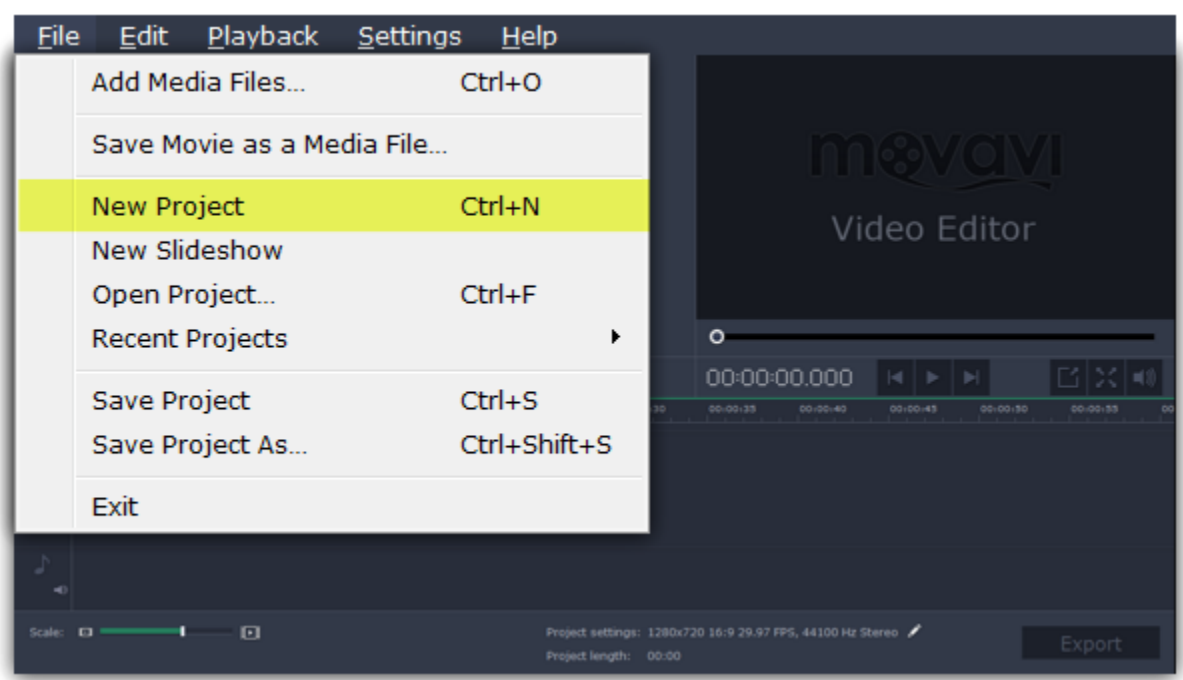 File Edit Playback Settings Help
Add Media Files... Ctrl+O
Save Movie as a Media File...
New Project Ctrl+N
New Slideshow
Open Project... Ctrl+F
Recent Projects
Save Project Ctrl+S
Save Project As... Ctrl+Shift+S
Exit
movavi
Video Editor
00:00:00.000
:30 00:00:35 00:00:40 00:00:45 00:00:50 00:00:55 00
Scale:
Project settings: 1280x720 16:9 29.97 FPS, 44100 Hz Stereo
Project length: 00:00
Export